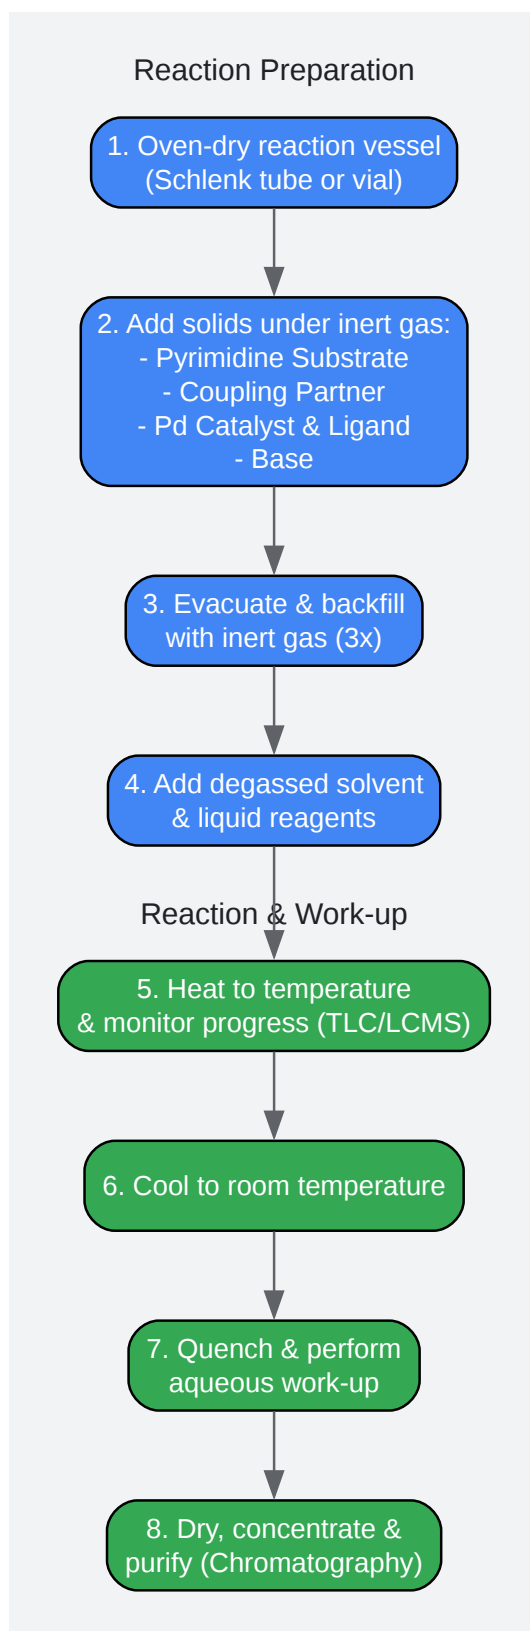 Reaction Preparation
1. Oven-dry reaction vessel
(Schlenk tube or vial)
2. Add solids under inert gas:
- Pyrimidine Substrate
- Coupling Partner
- Pd Catalyst & Ligand
- Base
3. Evacuate & backfill
with inert gas (3x)
4. Add degassed solvent
& liquid reagents
Reaction & Work-up
5. Heat to temperature
& monitor progress (TLC/LCMS)
6. Cool to room temperature
7. Quench & perform
aqueous work-up
8. Dry, concentrate &
purify (Chromatography)